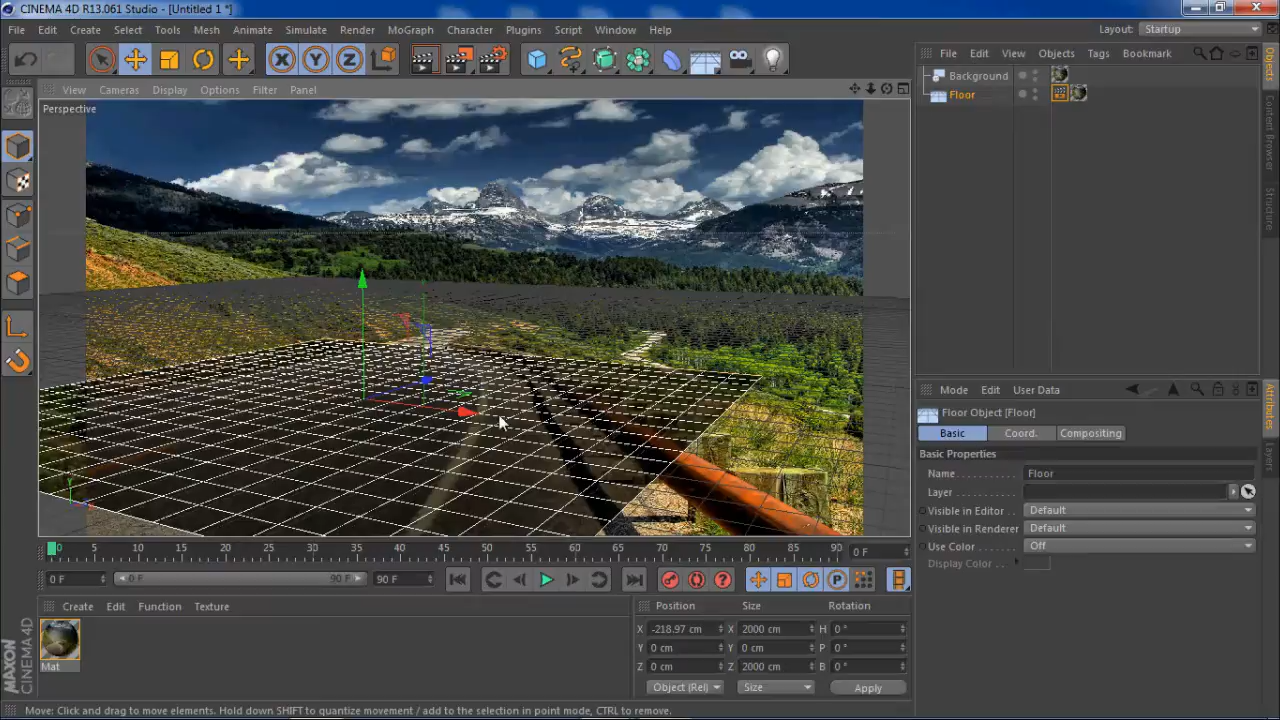 CINEMA 4D R13.061 Studio - [Untitled 1 *]
File Edit Create Select Tools Mesh Animate Simulate Render MoGraph Character Plugins Script Window Help Layout: Startup
X Y Z
View Cameras Display Options Filter Panel
Perspective
File Edit View Objects Tags Bookmark
Background
Floor
Objects
Content Browser
Structure
Mode Edit User Data
Floor Object [Floor]
Basic Coord. Compositing
Basic Properties
Name Floor
Layer
Visible in Editor Default
Visible in Renderer Default
Use Color Off
Display Color
Attributes
Layers
0 5 10 15 20 25 30 35 40 45 50 55 60 65 70 75 80 85 90 0 F
0 F 0 F 90 F 90 F
Create Edit Function Texture
Mat
Position Size Rotation
X -218.97 cm X 2000 cm H 0 °
Y 0 cm Y 0 cm P 0 °
Z 0 cm Z 2000 cm B 0 °
Object (Rel) Size Apply
MAXON CINEMA 4D
Move: Click and drag to move elements. Hold down SHIFT to quantize movement / add to the selection in point mode, CTRL to remove.